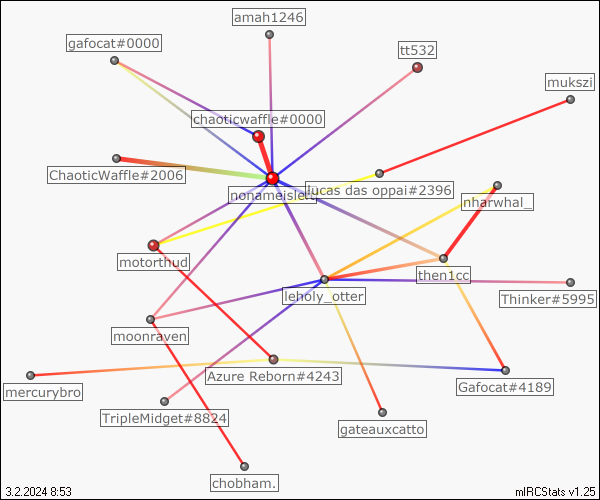 amah1246
gafocat#0000
tt532
mukszi
chaoticwaffle#0000
ChaoticWaffle#2006
lucas das oppai#2396
nharwhal_
motorthud
then1cc
leholy_otter
Thinker#5995
moonraven
Azure Reborn#4243
Gafocat#4189
mercurybro
TripleMidget#8824
gateauxcatto
chobham.
3.2.2024 8:53
mIRCStats v1.25